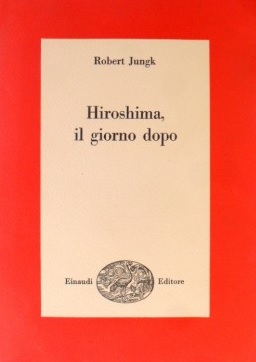 Robert Jungk
Hiroshima,
il giorno dopo
Einaudi Editore